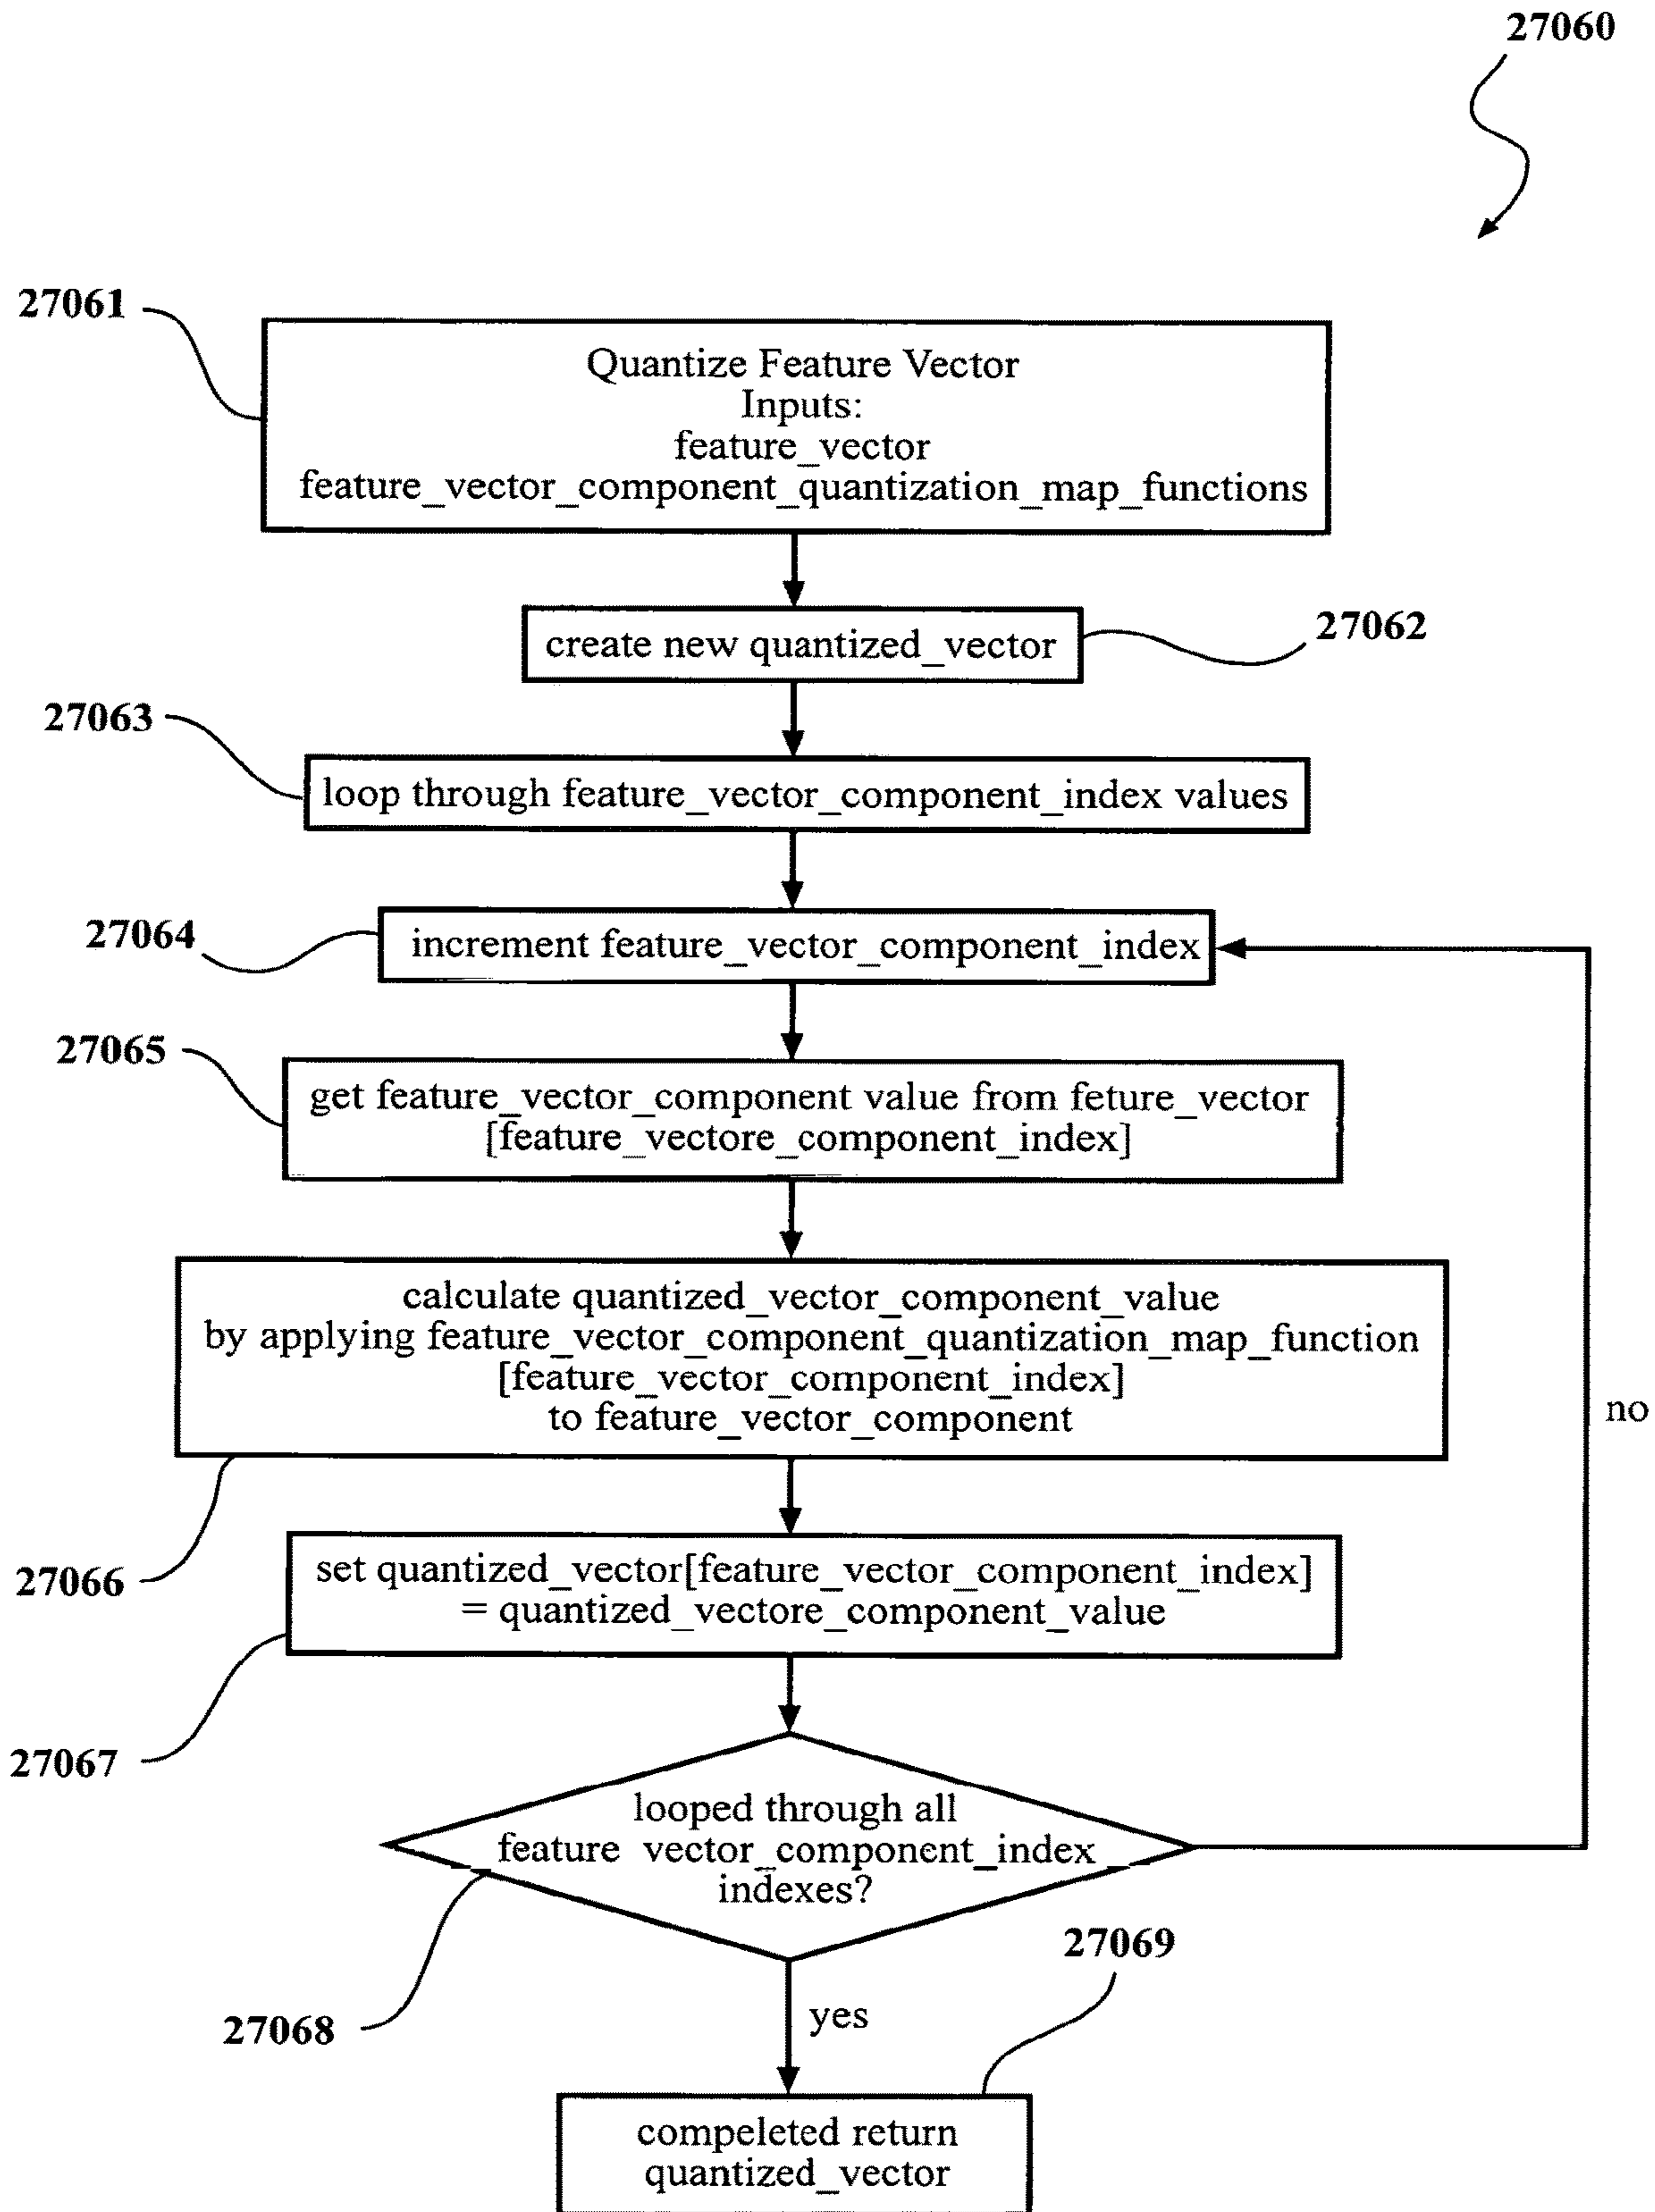 27060
27061
Quantize Feature Vector
Inputs:
feature_vector
feature_vector_component_quantization_map_functions
create new quantized_vector
27062
27063
loop through feature_vector_component_index values
27064
increment feature_vector_component_index
27065
get feature_vector_component value from feture_vector
[feature_vectore_component_index]
calculate quantized_vector_component_value
by applying feature_vector_component_quantization_map_function
[feature_vector_component_index]
to feature_vector_component
no
27066
set quantized_vector[feature_vector_component_index]
= quantized_vectore_component_value
27067
looped through all
feature_vector_component_index
indexes?
27068
yes
27069
compeleted return
quantized_vector